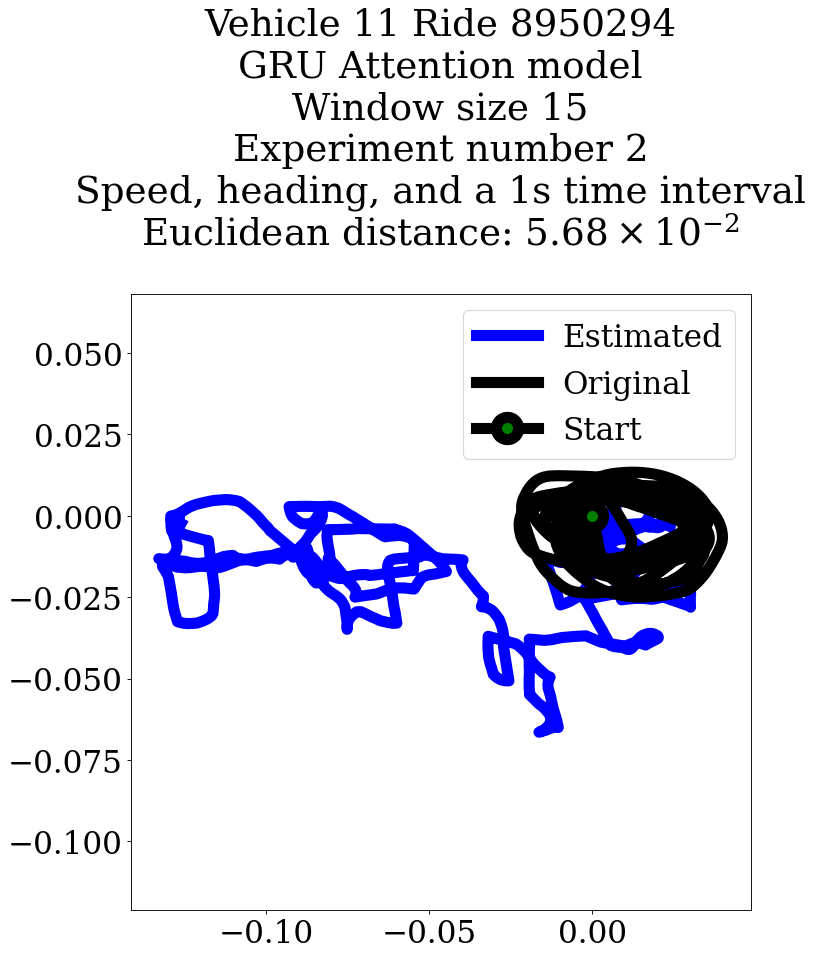 Vehicle 11 Ride 8950294
GRU Attention model
Window size 15
Experiment number 2
Speed, heading, and a 1s time interval
Euclidean distance: 5.68 × 10⁻²
Estimated
Original
Start
0.050
0.025
0.000
−0.025
−0.050
−0.075
−0.100
−0.10
−0.05
0.00